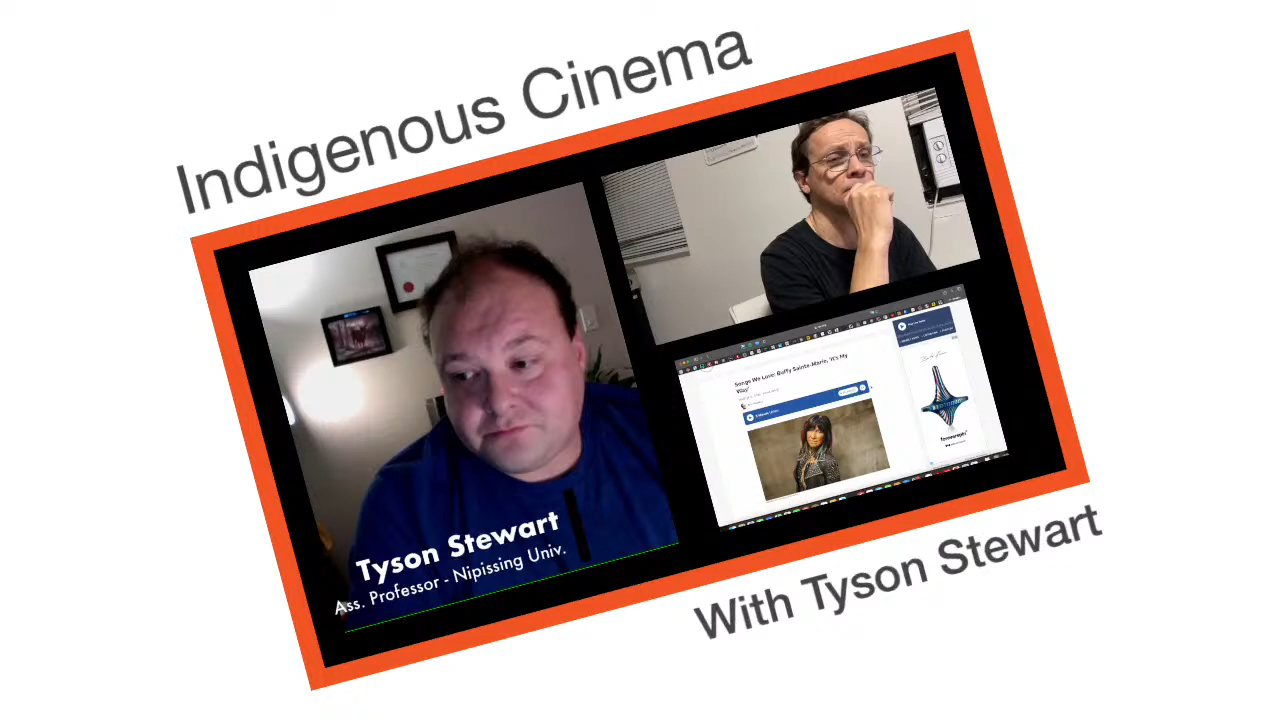 Indigenous Cinema
Tyson Stewart
Ass. Professor - Nipissing Univ.
Songs We Love: Buffy Sainte-Marie, 'It's My
Way'
With Tyson Stewart